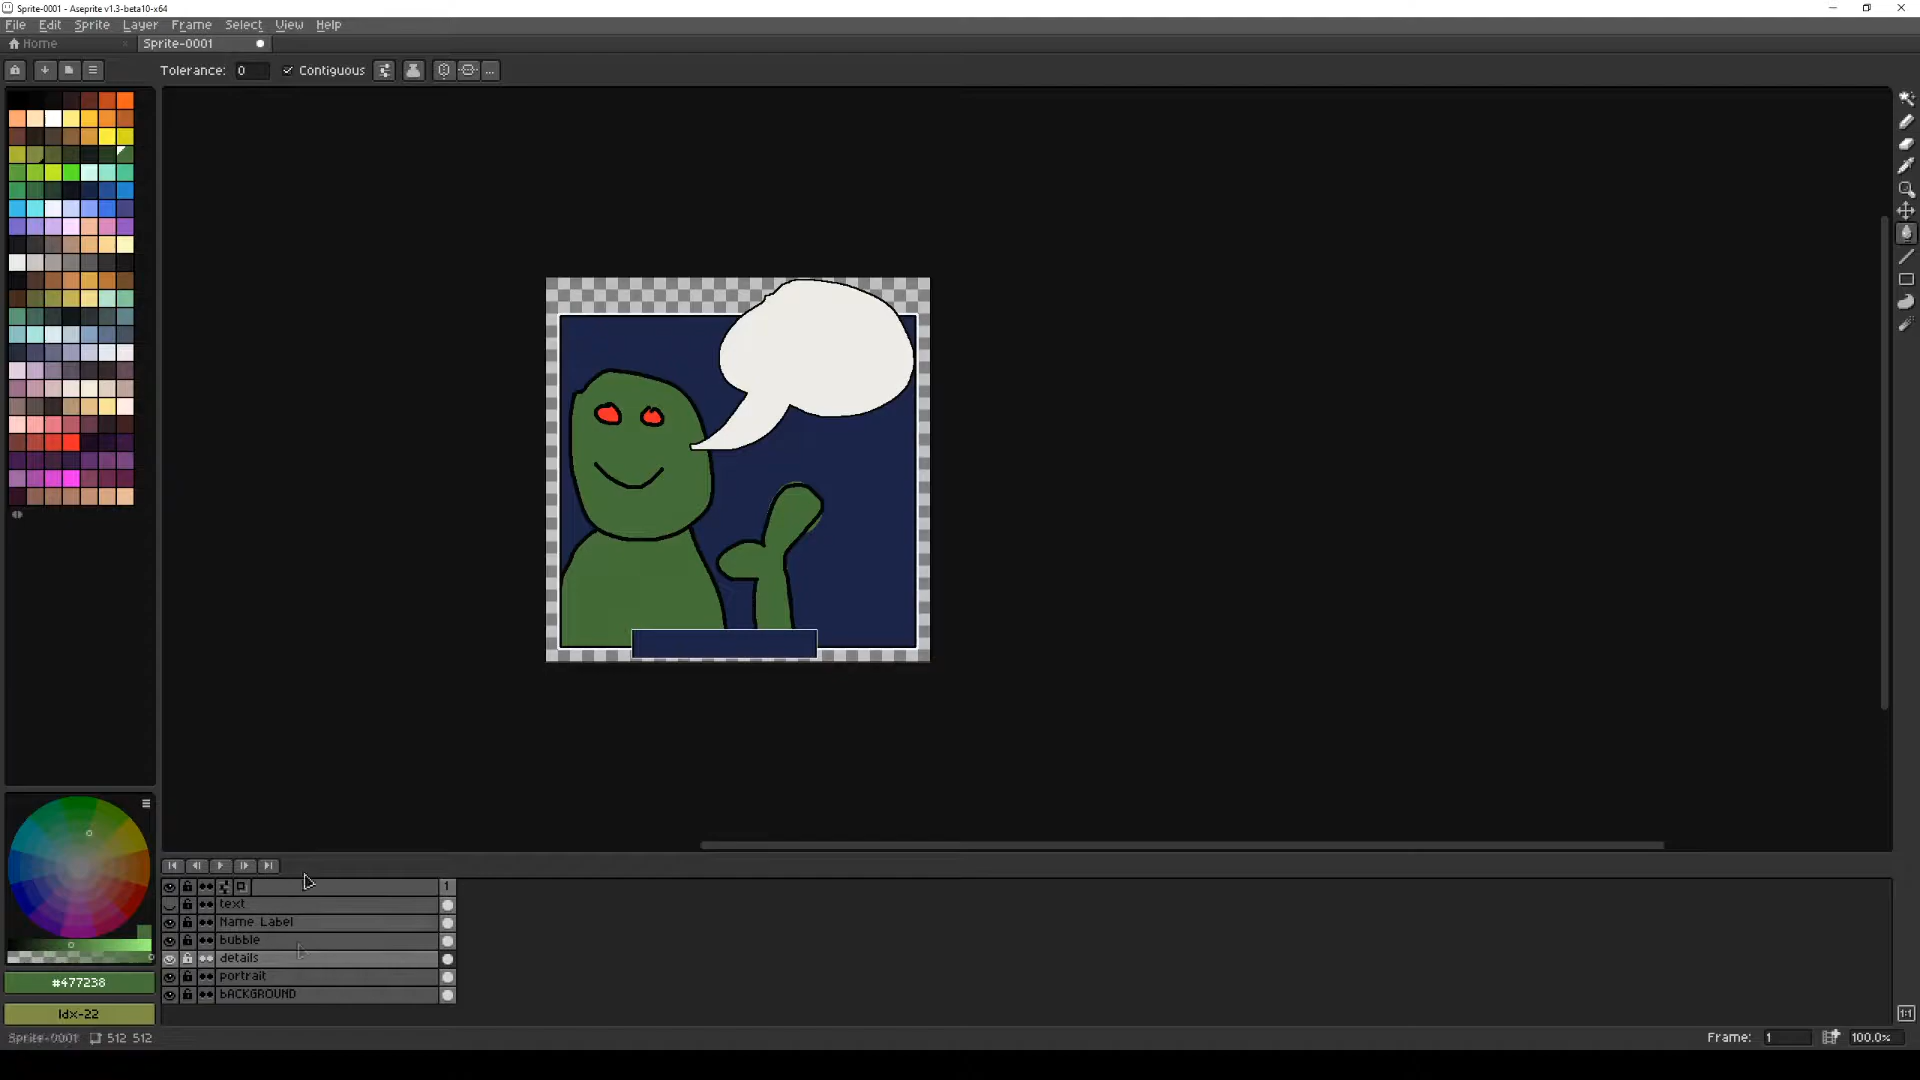 Sprite-0001 - Aseprite v1.3-beta10-x64
File Edit Sprite Layer Frame Select View Help
Home
Sprite-0001
Tolerance: 0 Contiguous ...
#477238
Idx-22
1
text
Name Label
bubble
details
portrait
bACKGROUND
Sprite-0001 512 512
1:1
Frame: 1 100.0%